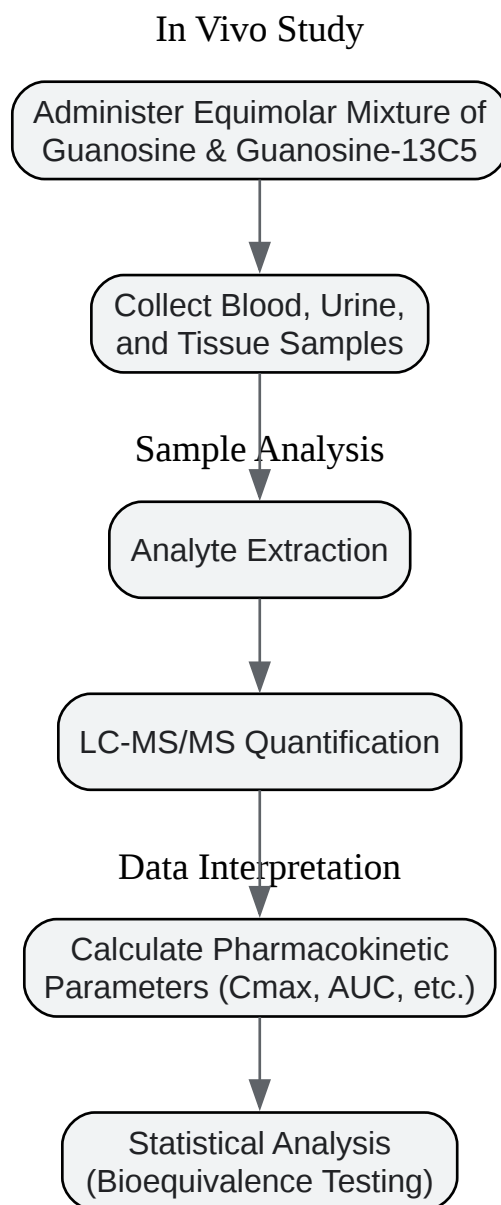 In Vivo Study
Administer Equimolar Mixture of
Guanosine & Guanosine-13C5
Collect Blood, Urine,
and Tissue Samples
Sample Analysis
Analyte Extraction
LC-MS/MS Quantification
Data Interpretation
Calculate Pharmacokinetic
Parameters (Cmax, AUC, etc.)
Statistical Analysis
(Bioequivalence Testing)